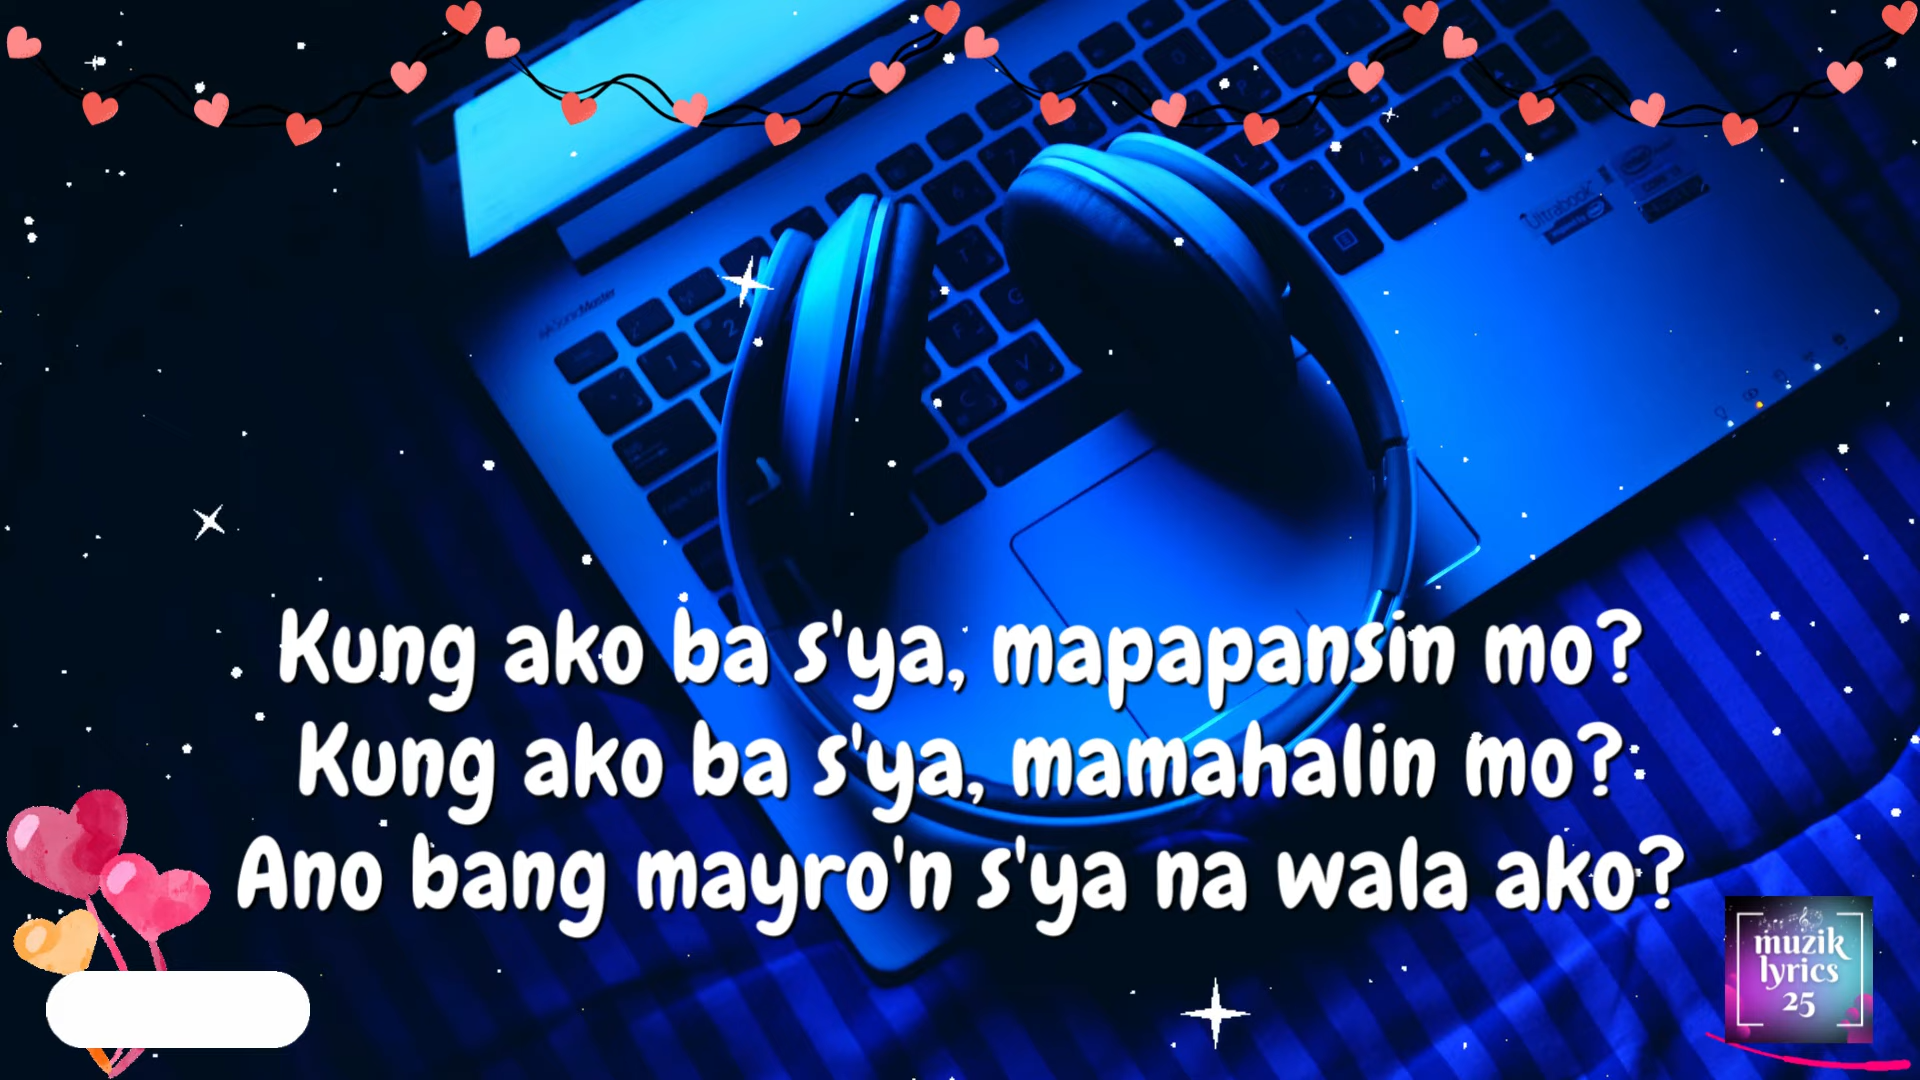 Kung ako ba s'ya, mapapansin mo?
Kung ako ba s'ya, mamahalin mo?
Ano bang mayro'n s'ya na wala ako?
muzik
lyrics
25
Ultrabook